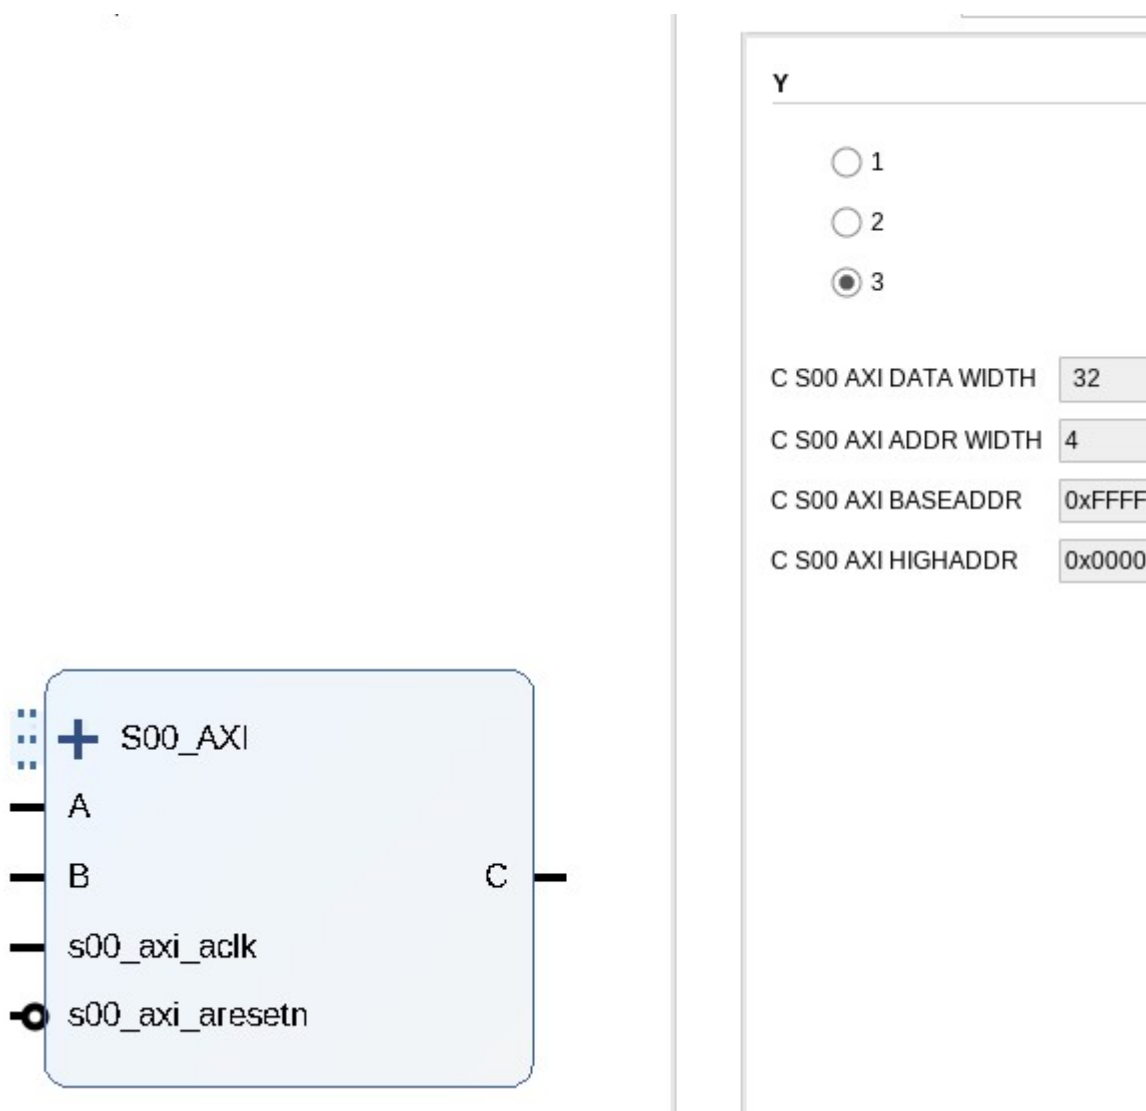 Y
1
2
3
C S00 AXI DATA WIDTH 32
C S00 AXI ADDR WIDTH 4
C S00 AXI BASEADDR 0xFFFF
C S00 AXI HIGHADDR 0x0000
S00_AXI
A
B C
s00_axi_aclk
s00_axi_aresetn